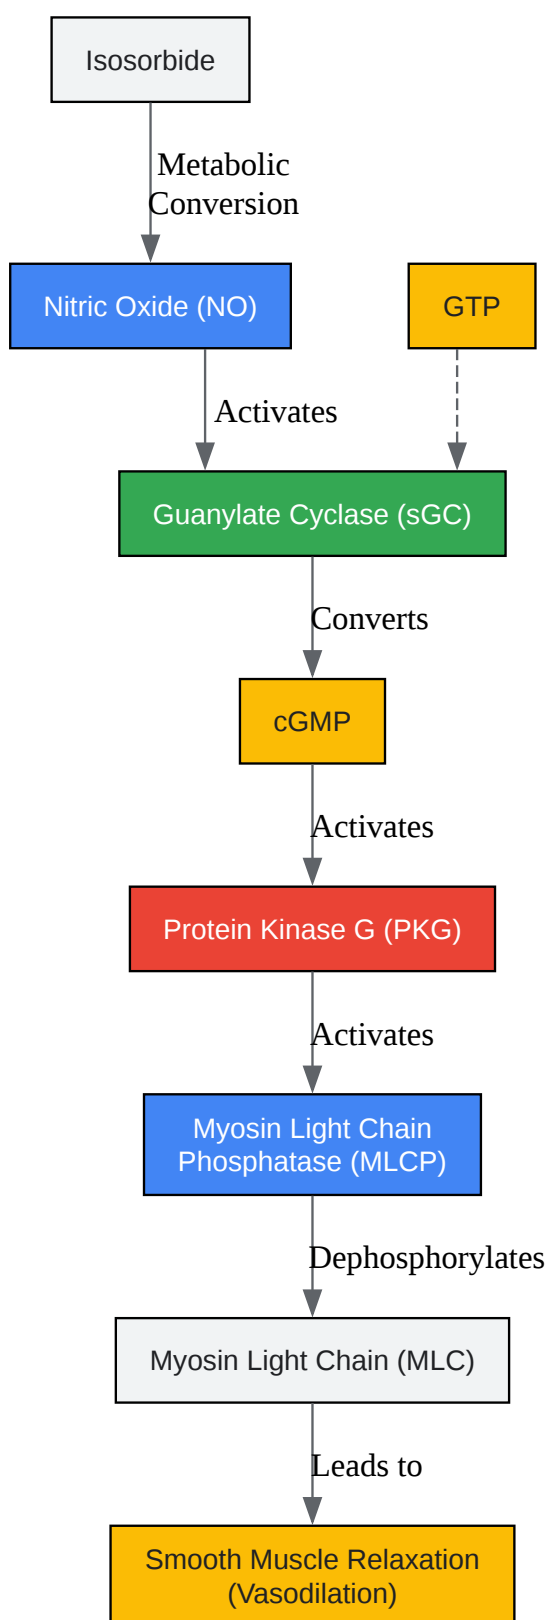 Isosorbide
Metabolic
Conversion
Nitric Oxide (NO)
GTP
Activates
Guanylate Cyclase (sGC)
Converts
cGMP
Activates
Protein Kinase G (PKG)
Activates
Myosin Light Chain
Phosphatase (MLCP)
Dephosphorylates
Myosin Light Chain (MLC)
Leads to
Smooth Muscle Relaxation
(Vasodilation)